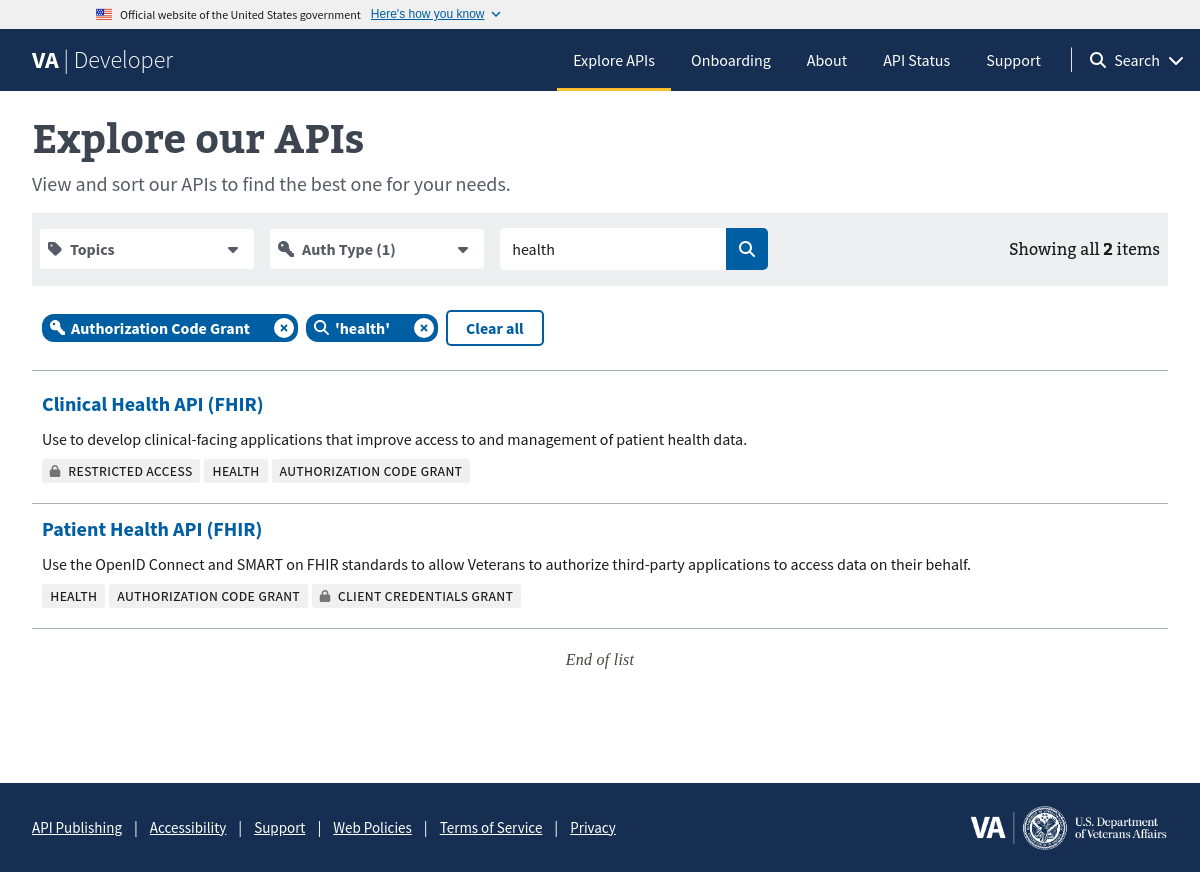 Official website of the United States government Here's how you know
VA | Developer Explore APIs Onboarding About API Status Support Search
Explore our APIs
View and sort our APIs to find the best one for your needs.
Topics Auth Type (1) health Showing all 2 items
Authorization Code Grant 'health' Clear all
Clinical Health API (FHIR)
Use to develop clinical-facing applications that improve access to and management of patient health data.
RESTRICTED ACCESS HEALTH AUTHORIZATION CODE GRANT
Patient Health API (FHIR)
Use the OpenID Connect and SMART on FHIR standards to allow Veterans to authorize third-party applications to access data on their behalf.
HEALTH AUTHORIZATION CODE GRANT CLIENT CREDENTIALS GRANT
End of list
API Publishing | Accessibility | Support | Web Policies | Terms of Service | Privacy
VA | U.S. Department
of Veterans Affairs